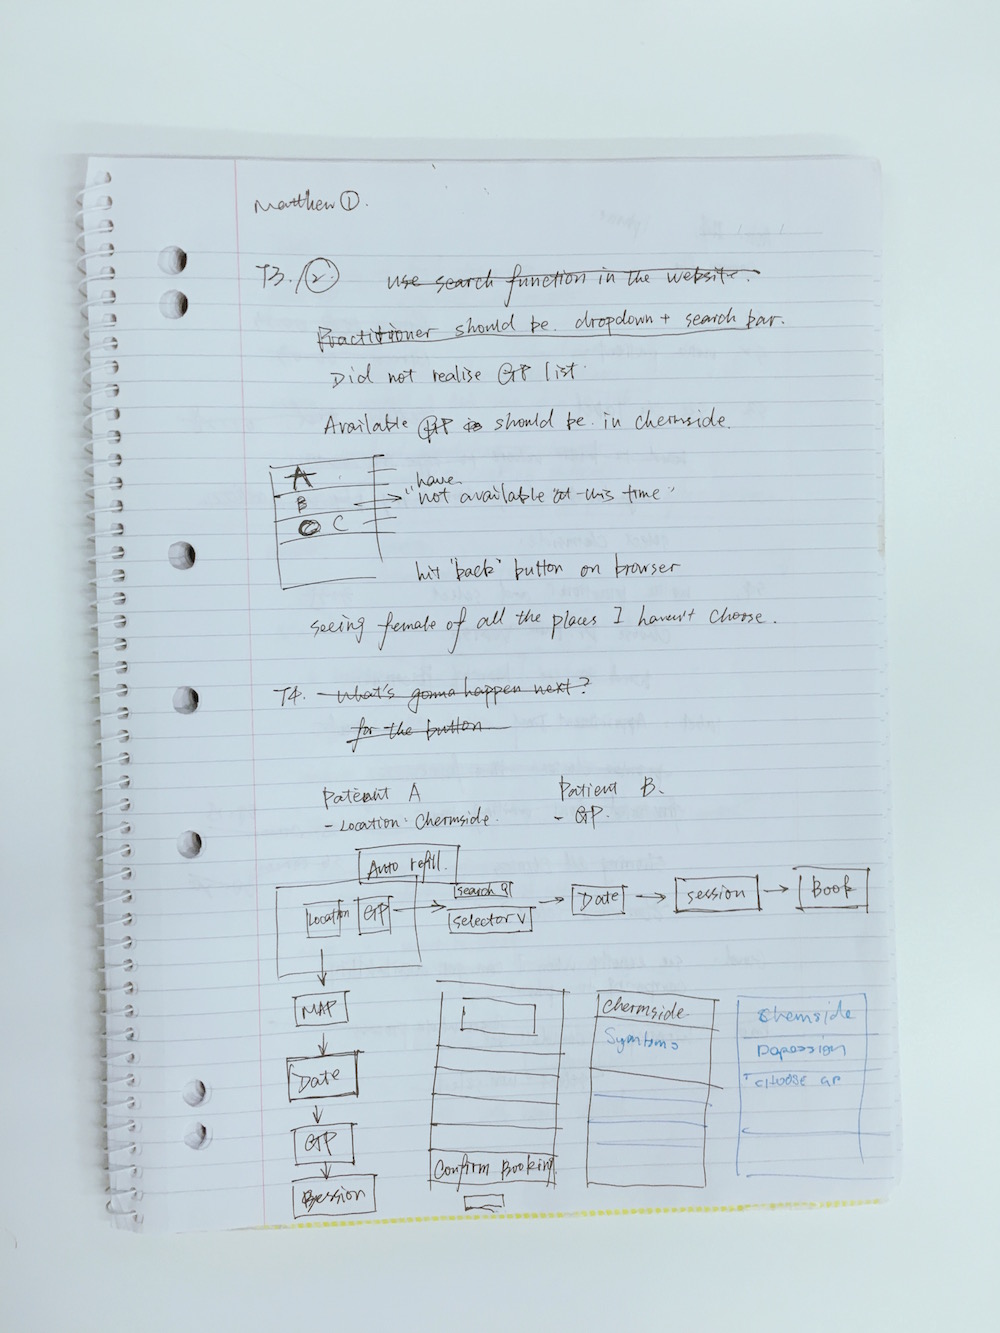 Matthew ①.
T3./② use search function in the website.
Practitioner should be dropdown + search bar.
Did not realise GP list.
Available GP is should be in chermside.
A
B
C
have
"not available at this time"
hit 'back' button on browser
seeing female of all the places I haven't choose.
T4. What's gonna happen next?
for the button
Patient A
- Location: Chermside.
Patient B.
- GP.
Auto refill.
Location
GP
search
selector v
Date
session
Book
MAP
Date
GP
Session
Confirm Booking
Chermside
Symtoms
Chemside
Depession
choose GP